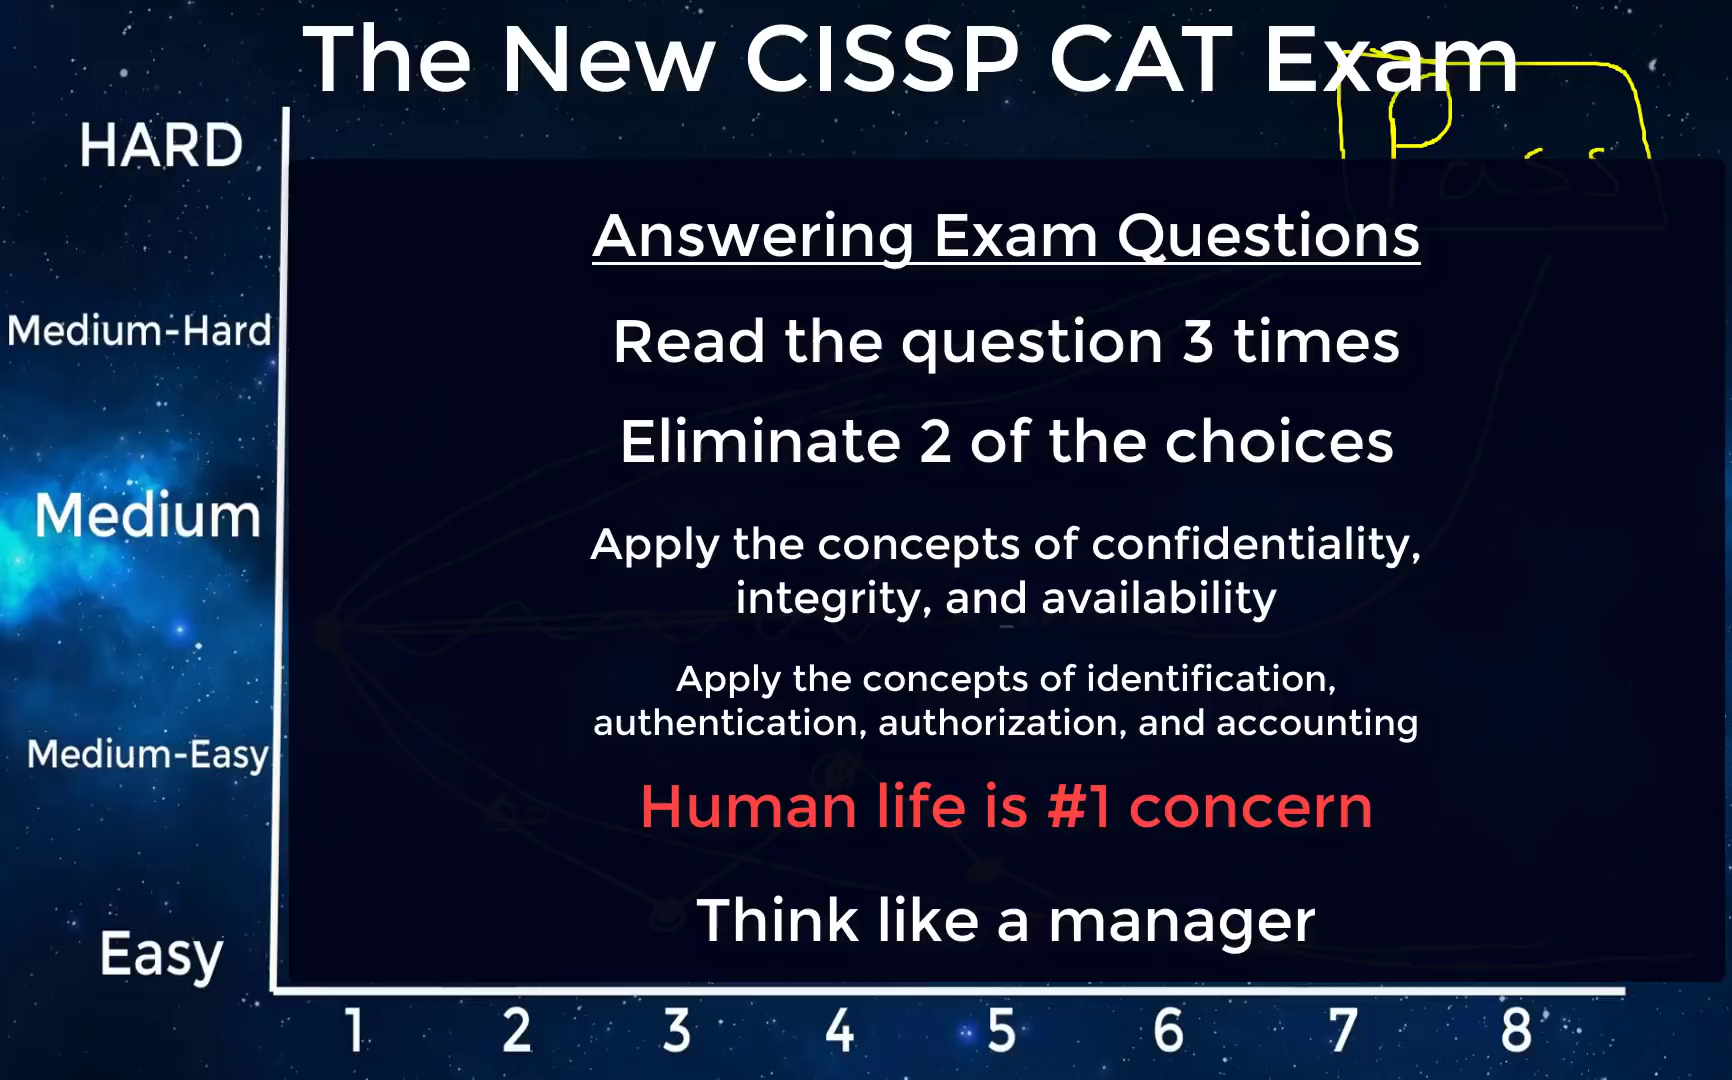 The New CISSP CAT Exam
HARD
Pass
Answering Exam Questions
Read the question 3 times
Medium-Hard
Eliminate 2 of the choices
Medium
Apply the concepts of confidentiality,
integrity, and availability
Apply the concepts of identification,
authentication, authorization, and accounting
Medium-Easy
Human life is #1 concern
Think like a manager
Easy
1 2 3 4 5 6 7 8